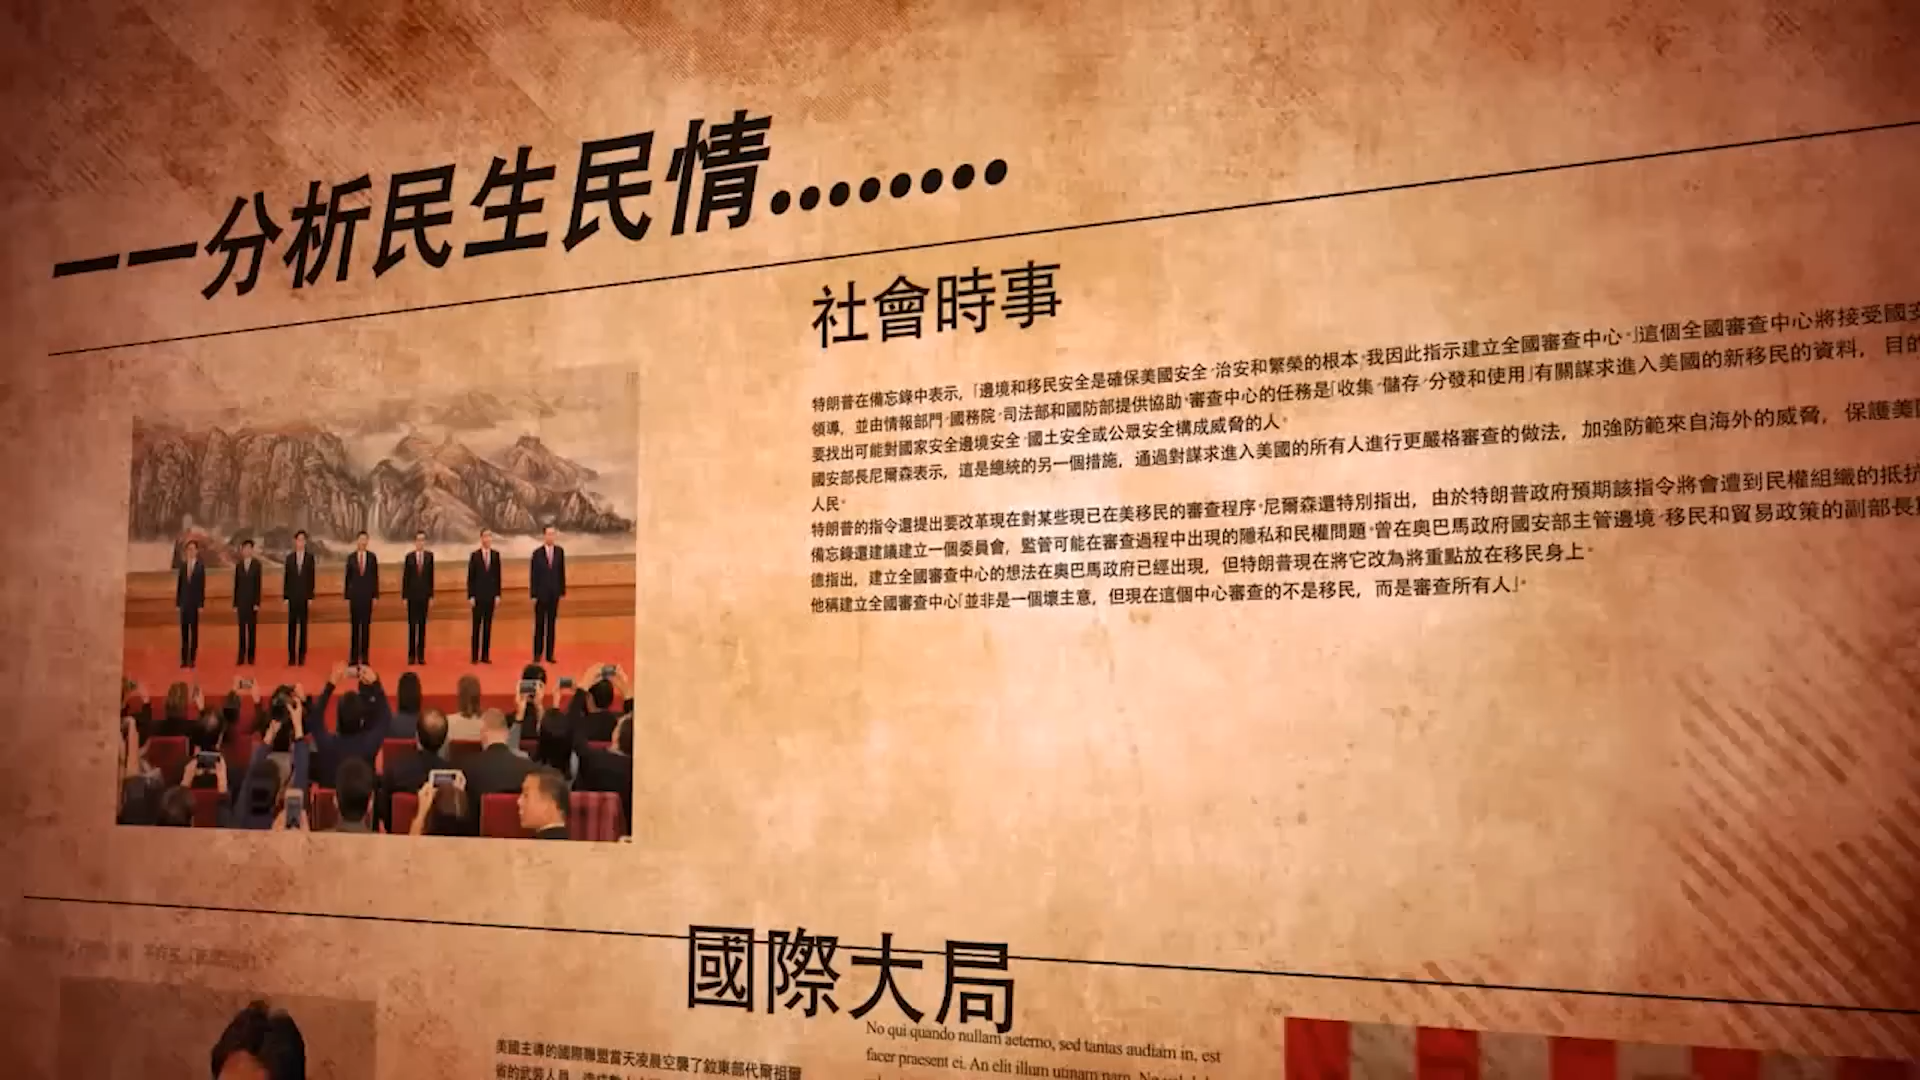 一一分析民生民情........
社會時事
特朗普在備忘錄中表示,「邊境和移民安全是確保美國安全、治安和繁榮的根本。我因此指示建立全國審查中心。」這個全國審查中心將接受國安
領導, 並由情報部門、國務院、司法部和國防部提供協助。審查中心的任務是「收集、儲存、分發和使用」有關謀求進入美國的新移民的資料, 目的
要找出可能對國家安全邊境安全、國土安全或公眾安全構成威脅的人。
國安部長尼爾森表示, 這是總統的另一個措施, 通過對謀求進入美國的所有人進行更嚴格審查的做法, 加強防範來自海外的威脅, 保護美國
人民。
特朗普的指令還提出要改革現在對某些現已在美移民的審查程序。尼爾森還特別指出, 由於特朗普政府預期該指令將會遭到民權組織的抵抗
備忘錄還建議建立一個委員會, 監管可能在審查過程中出現的隱私和民權問題。曾在奧巴馬政府國安部主管邊境、移民和貿易政策的副部長
德指出, 建立全國審查中心的想法在奧巴馬政府已經出現, 但特朗普現在將它改為將重點放在移民身上。
他稱建立全國審查中心「並非是一個壞主意, 但現在這個中心審查的不是移民, 而是審查所有人」。
國際大局
美國主導的國際聯盟當天凌晨空襲了敘東部代爾祖爾
省的武裝人員
No qui quando nullam aeterno, sed tantas audiam in, est
facer praesent ei. An elit illum utinam nam. No